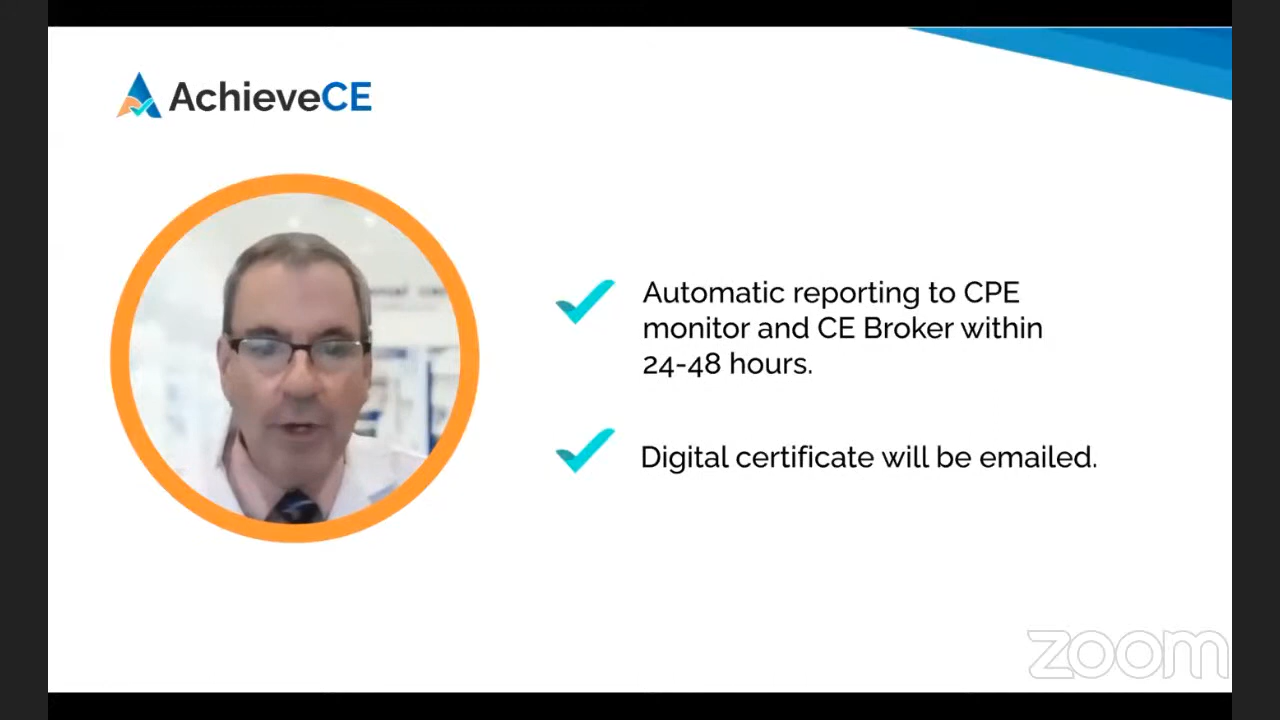 AchieveCE
Automatic reporting to CPE
monitor and CE Broker within
24-48 hours.
Digital certificate will be emailed.
zoom